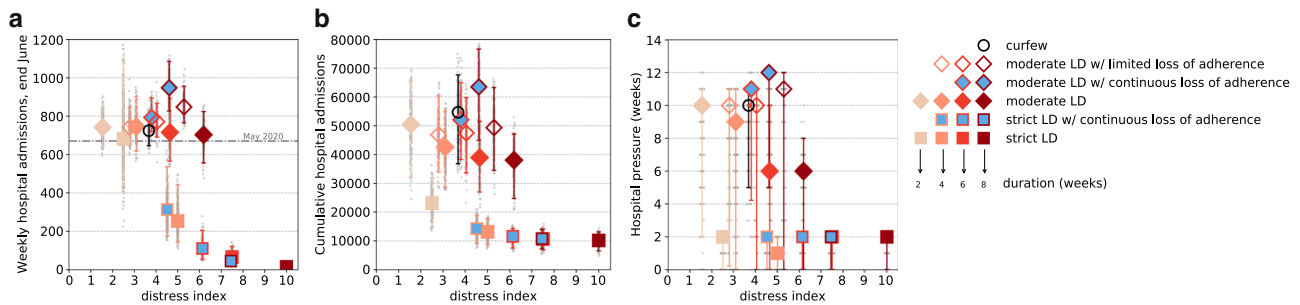 a
b
c
Weekly hospital admissions, end June
1200
1000
800
600
400
200
0
May 2020
0 1 2 3 4 5 6 7 8 9 10
distress index
Cumulative hospital admissions
80000
70000
60000
50000
40000
30000
20000
10000
0
0 1 2 3 4 5 6 7 8 9 10
distress index
Hospital pressure (weeks)
14
12
10
8
6
4
2
0
0 1 2 3 4 5 6 7 8 9 10
distress index
curfew
moderate LD w/ limited loss of adherence
moderate LD w/ continuous loss of adherence
moderate LD
strict LD w/ continuous loss of adherence
strict LD
2 4 6 8 duration (weeks)